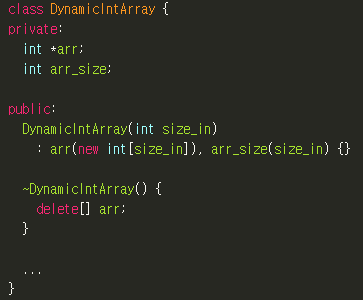 class DynamicIntArray {
private:
  int *arr;
  int arr_size;

public:
  DynamicIntArray(int size_in)
    : arr(new int[size_in]), arr_size(size_in) {}

  ~DynamicIntArray() {
    delete[] arr;
  }

  ...
}